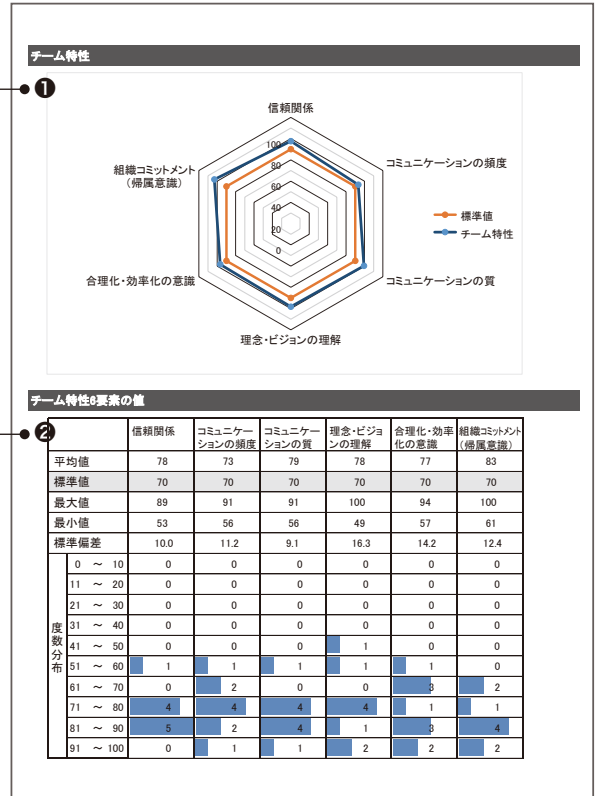 チーム特性
❶
信頼関係
コミュニケーションの頻度
コミュニケーションの質
理念・ビジョンの理解
合理化・効率化の意識
組織コミットメント
（帰属意識）
100
80
60
40
20
0
標準値
チーム特性
チーム特性6要素の値
❷
信頼関係 コミュニケーションの頻度 コミュニケーションの質 理念・ビジョンの理解 合理化・効率化の意識 組織コミットメント（帰属意識）
平均値 78 73 79 78 77 83
標準値 70 70 70 70 70 70
最大値 89 91 91 100 94 100
最小値 53 56 56 49 57 61
標準偏差 10.0 11.2 9.1 16.3 14.2 12.4
度数分布
0 ～ 10 0 0 0 0 0 0
11 ～ 20 0 0 0 0 0 0
21 ～ 30 0 0 0 0 0 0
31 ～ 40 0 0 0 0 0 0
41 ～ 50 0 0 0 1 0 0
51 ～ 60 1 1 1 1 1 0
61 ～ 70 0 2 0 0 3 2
71 ～ 80 4 4 4 4 1 1
81 ～ 90 5 2 4 1 3 4
91 ～ 100 0 1 1 2 2 2